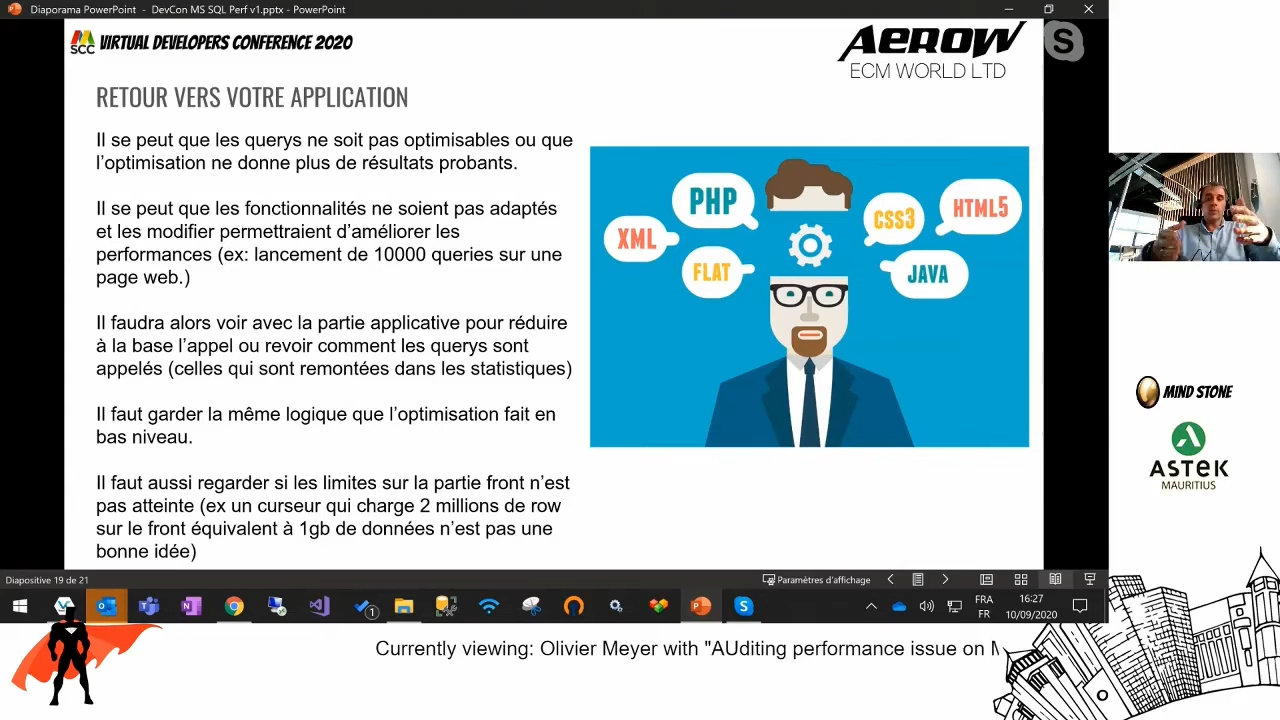 Diaporama PowerPoint - DevCon MS SQL Perf v1.pptx - PowerPoint
SCC VIRTUAL DEVELOPERS CONFERENCE 2020
AEROW
ECM WORLD LTD
RETOUR VERS VOTRE APPLICATION
Il se peut que les querys ne soit pas optimisables ou que
l'optimisation ne donne plus de résultats probants.
Il se peut que les fonctionnalités ne soient pas adaptés
et les modifier permettraient d'améliorer les
performances (ex: lancement de 10000 queries sur une
page web.)
Il faudra alors voir avec la partie applicative pour réduire
à la base l'appel ou revoir comment les querys sont
appelés (celles qui sont remontées dans les statistiques)
Il faut garder la même logique que l'optimisation fait en
bas niveau.
Il faut aussi regarder si les limites sur la partie front n'est
pas atteinte (ex un curseur qui charge 2 millions de row
sur le front équivalent à 1gb de données n'est pas une
bonne idée)
PHP
XML
FLAT
CSS3
HTML5
JAVA
MIND STONE
ASTEK
MAURITIUS
Diapositive 19 de 21
Paramètres d'affichage
1
FRA
FR
16:27
10/09/2020
Currently viewing: Olivier Meyer with "AUditing performance issue on